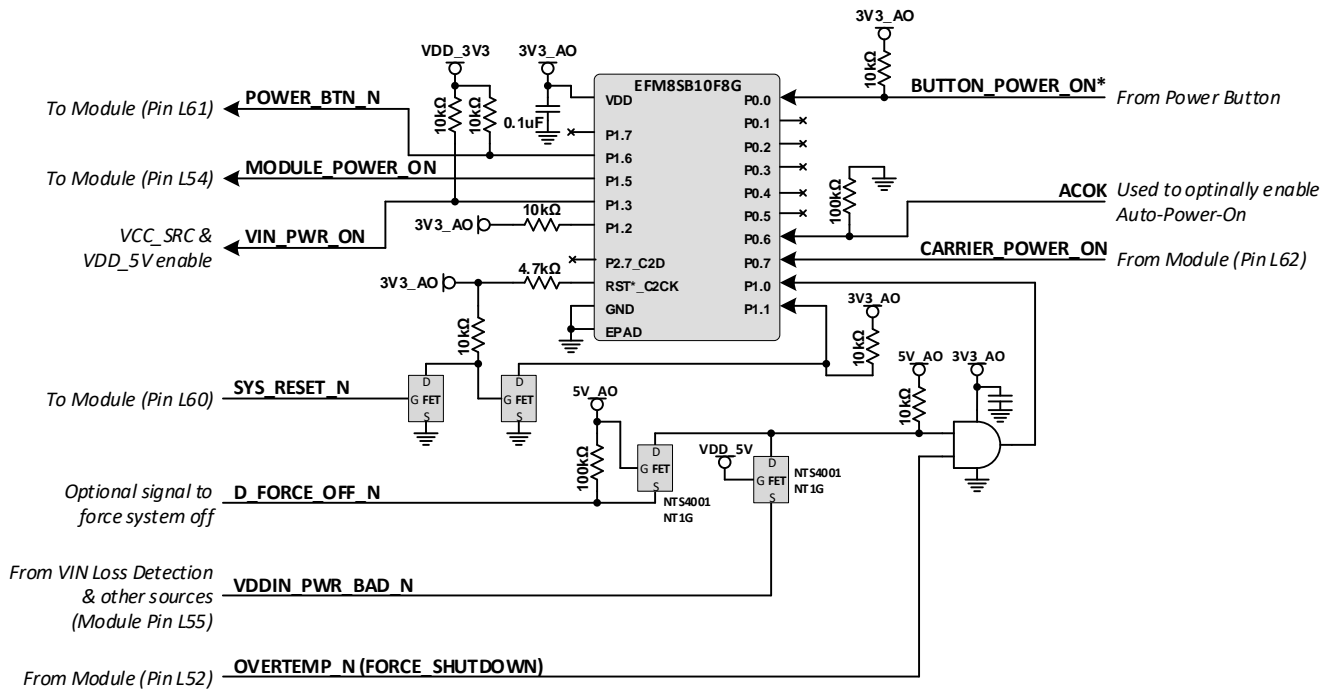 3V3_AO
VDD_3V3
3V3_AO
EFM8SB10F8G
10kΩ
To Module (Pin L61)
POWER_BTN_N
10kΩ
10kΩ
0.1uF
VDD
P0.0
BUTTON_POWER_ON*
From Power Button
P0.1
P1.7
P0.2
P1.6
P0.3
To Module (Pin L54)
MODULE_POWER_ON
P1.5
P0.4
100kΩ
ACOK
Used to optinally enable
Auto-Power-On
P1.3
P0.5
10kΩ
3V3_AO
P1.2
P0.6
VCC_SRC &
VDD_5V enable
VIN_PWR_ON
CARRIER_POWER_ON
From Module (Pin L62)
P2.7_C2D
P0.7
4.7kΩ
3V3_AO
RST*_C2CK
P1.0
GND
P1.1
3V3_AO
EPAD
10kΩ
10kΩ
5V_AO
3V3_AO
To Module (Pin L60)
SYS_RESET_N
D
G FET
S
D
G FET
S
5V_AO
10kΩ
100kΩ
D
G FET
S
NTS4001
NT1G
VDD_5V
D
G FET
S
NTS4001
NT1G
Optional signal to
force system off
D_FORCE_OFF_N
From VIN Loss Detection
& other sources
(Module Pin L55)
VDDIN_PWR_BAD_N
From Module (Pin L52)
OVERTEMP_N (FORCE_SHUTDOWN)